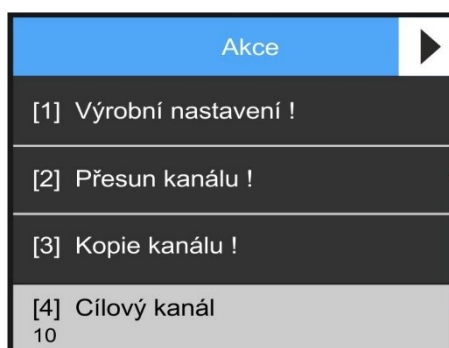 Akce
[1] Výrobní nastavení !
[2] Přesun kanálu !
[3] Kopie kanálu !
[4] Cílový kanál
10